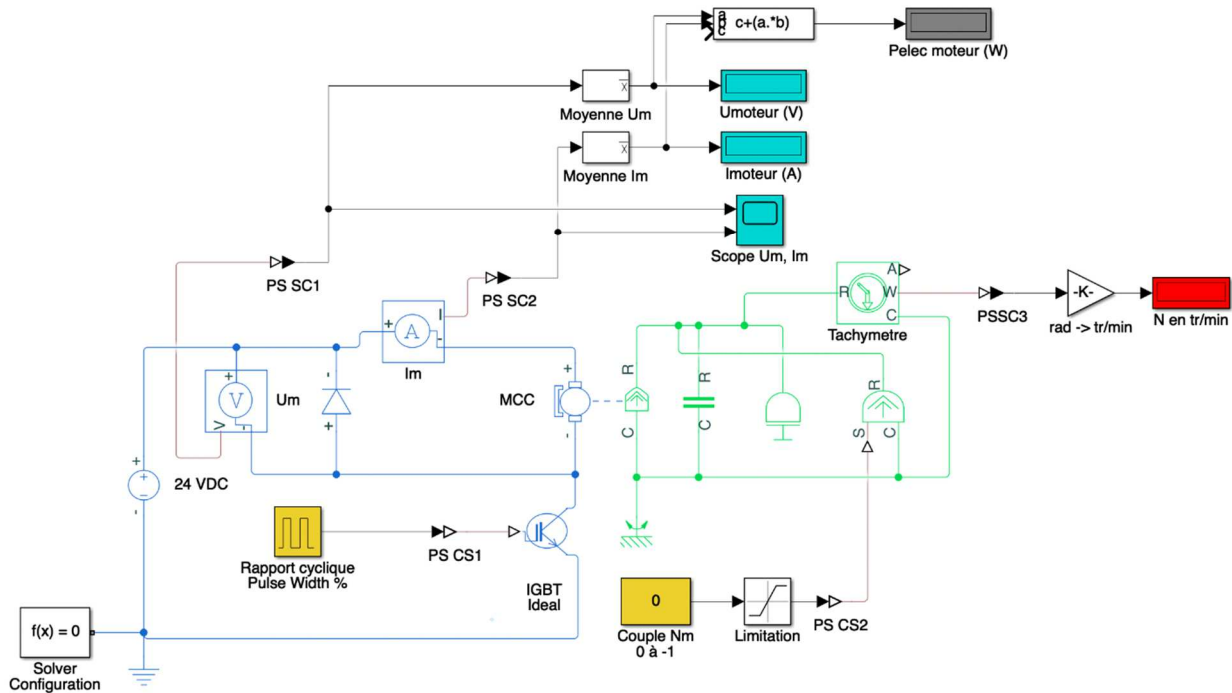 a
b
c
c+(a.*b)
Pelec moteur (W)
x
Moyenne Um
Umoteur (V)
x
Moyenne Im
Imoteur (A)
Scope Um, Im
PS SC1
PS SC2
A
R
W
C
PSSC3
-K-
rad -> tr/min
N en tr/min
Tachymetre
+
A
I
-
Im
+
V
V
-
Um
-
+
+
MCC
-
R
C
R
C
R
S
C
+
+
-
-
24 VDC
Rapport cyclique
Pulse Width %
PS CS1
IGBT
Ideal
0
Couple Nm
0 à -1
Limitation
PS CS2
f(x) = 0
Solver
Configuration